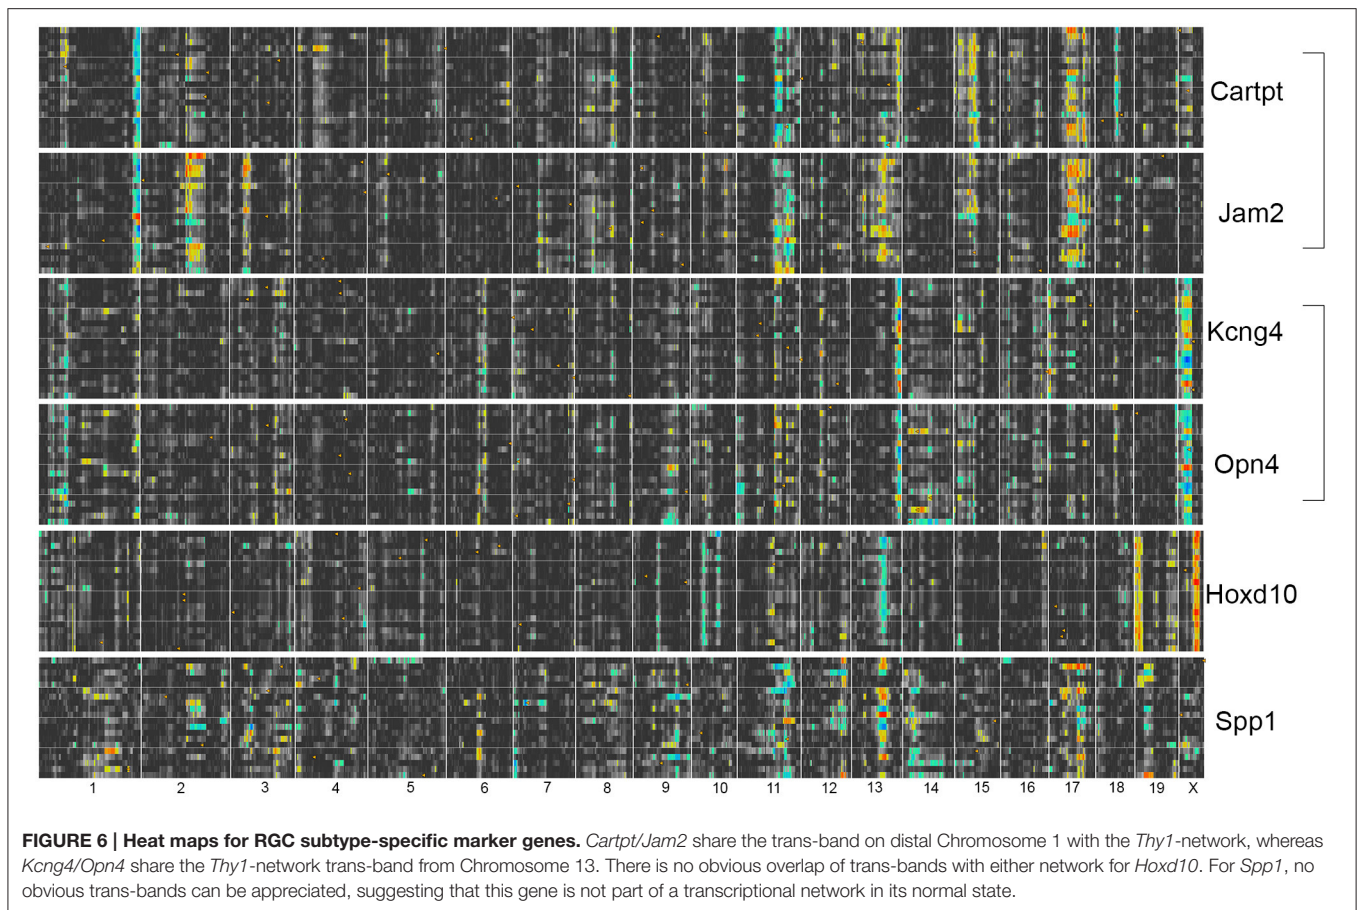 Cartpt
Jam2
Kcng4
Opn4
Hoxd10
Spp1
1 2 3 4 5 6 7 8 9 10 11 12 13 14 15 16 17 18 19 X
FIGURE 6 | Heat maps for RGC subtype-specific marker genes. Cartpt/Jam2 share the trans-band on distal Chromosome 1 with the Thy1-network, whereas
Kcng4/Opn4 share the Thy1-network trans-band from Chromosome 13. There is no obvious overlap of trans-bands with either network for Hoxd10. For Spp1, no
obvious trans-bands can be appreciated, suggesting that this gene is not part of a transcriptional network in its normal state.